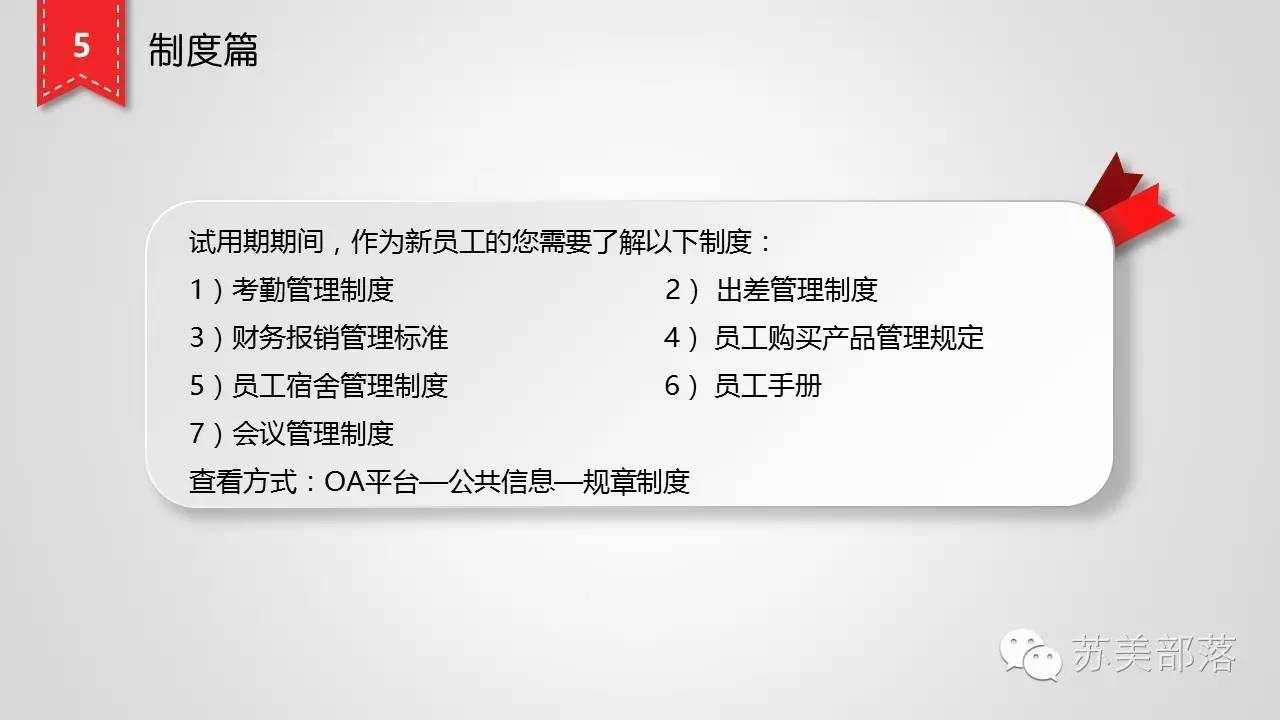 5 制度篇
试用期期间，作为新员工的您需要了解以下制度：
1）考勤管理制度 2） 出差管理制度
3）财务报销管理标准 4） 员工购买产品管理规定
5）员工宿舍管理制度 6） 员工手册
7）会议管理制度
查看方式：OA平台—公共信息—规章制度
苏美部落